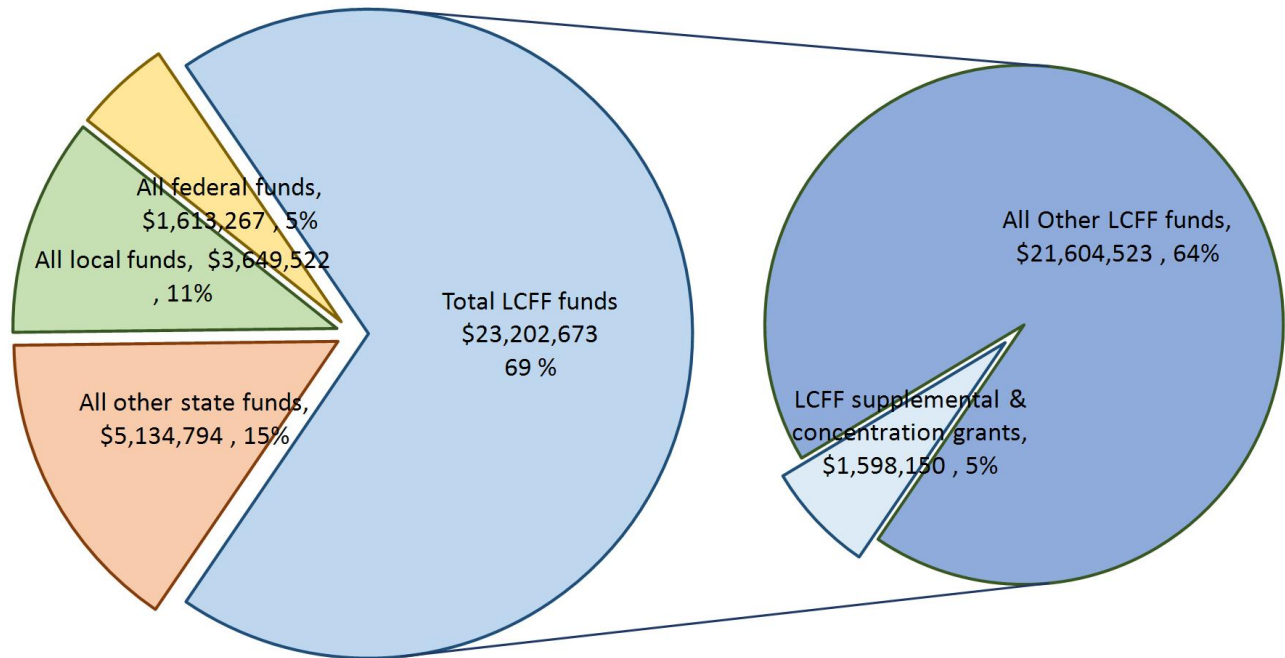 All federal funds,
$1,613,267 , 5%
All local funds, $3,649,522
, 11%
All other state funds,
$5,134,794 , 15%
Total LCFF funds
$23,202,673
69 %
All Other LCFF funds,
$21,604,523 , 64%
LCFF supplemental &
concentration grants,
$1,598,150 , 5%